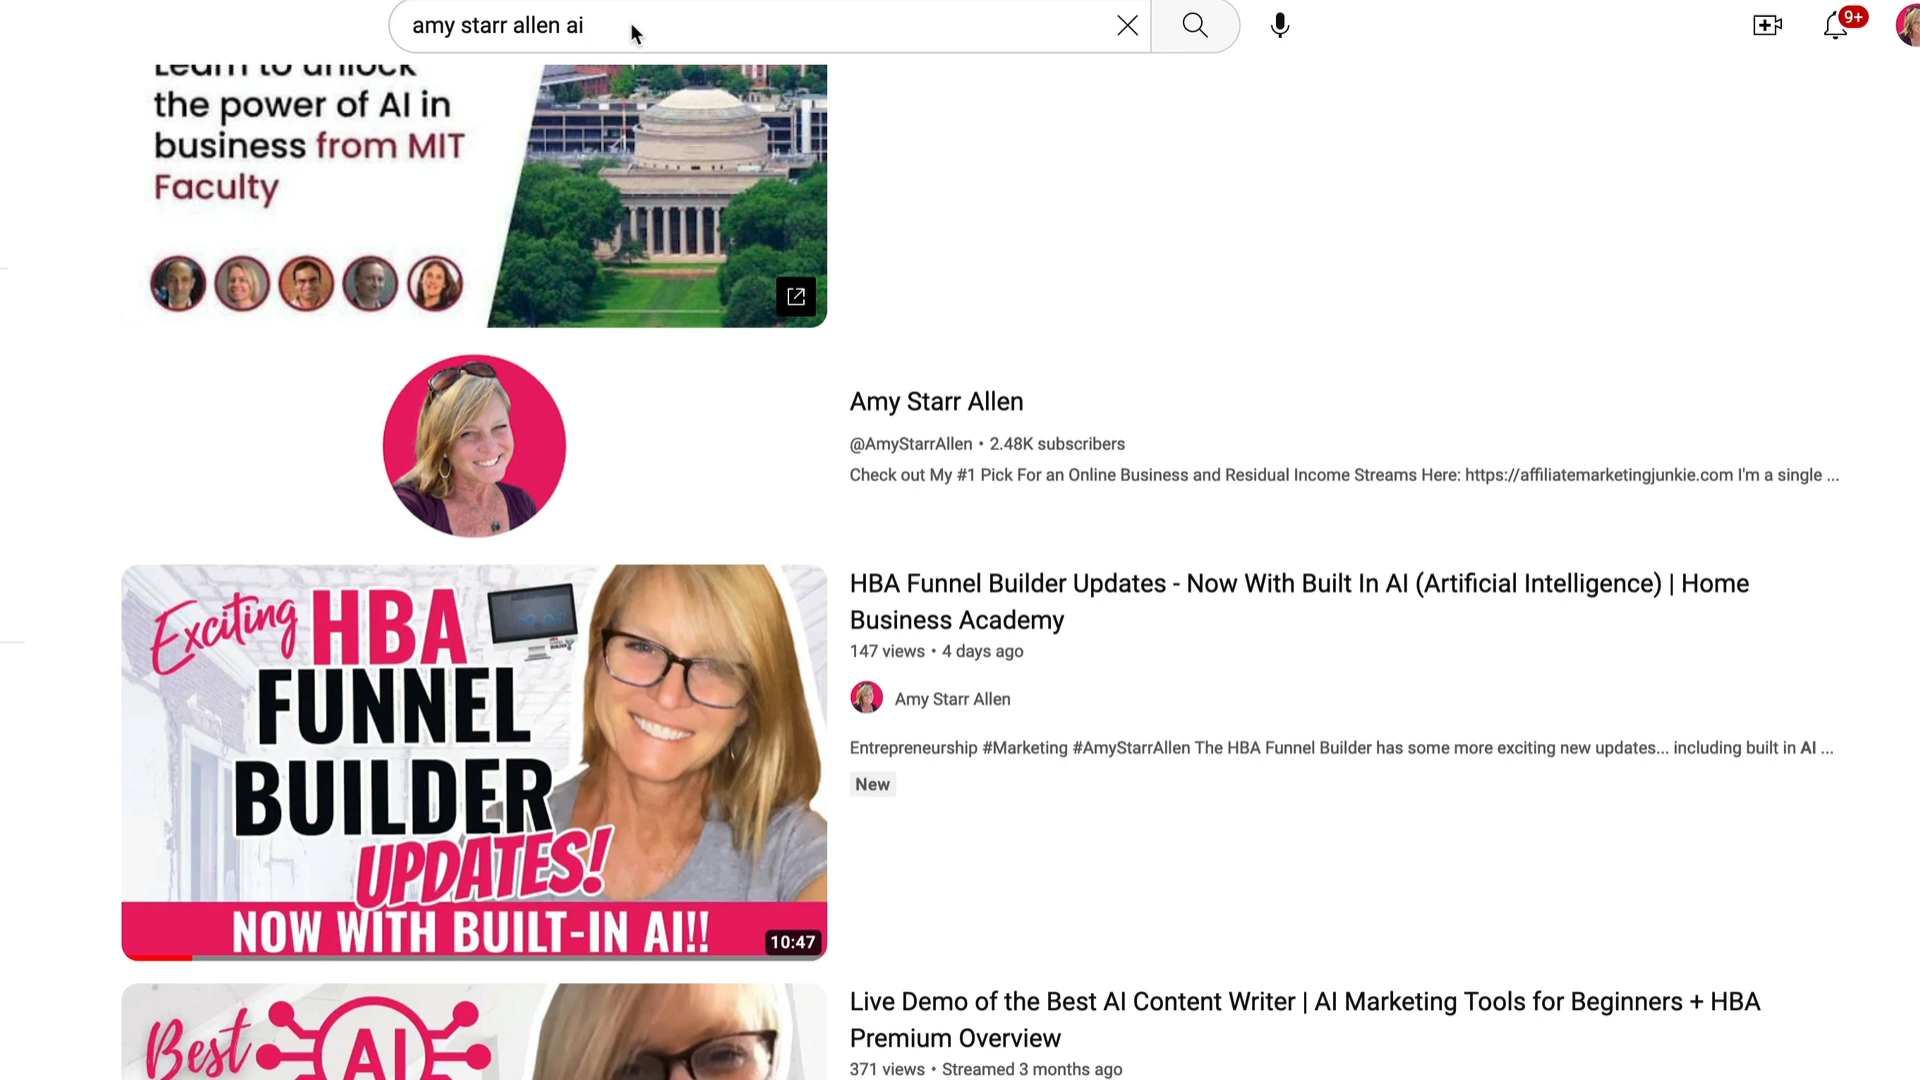 amy starr allen ai
9+
Learn to unlock
the power of AI in
business from MIT
Faculty
Amy Starr Allen
@AmyStarrAllen • 2.48K subscribers
Check out My #1 Pick For an Online Business and Residual Income Streams Here: https://affiliatemarketingjunkie.com I'm a single ...
Exciting HBA
FUNNEL
BUILDER
UPDATES!
NOW WITH BUILT-IN AI!!
10:47
HBA Funnel Builder Updates - Now With Built In AI (Artificial Intelligence) | Home
Business Academy
147 views • 4 days ago
Amy Starr Allen
Entrepreneurship #Marketing #AmyStarrAllen The HBA Funnel Builder has some more exciting new updates... including built in AI ...
New
Best AI
Live Demo of the Best AI Content Writer | AI Marketing Tools for Beginners + HBA
Premium Overview
371 views • Streamed 3 months ago